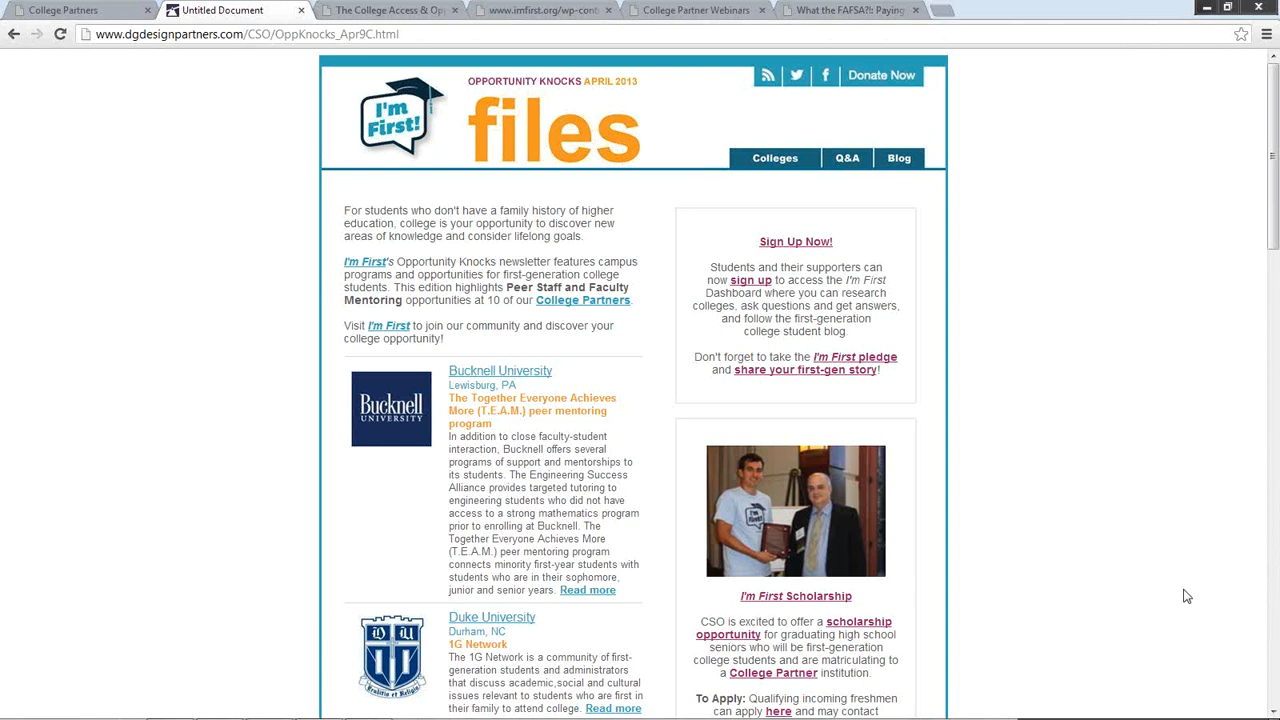 College Partners
Untitled Document
The College Access & Opp
www.imfirst.org/wp-cont
College Partner Webinars
What the FAFSA?!: Paying
www.dgdesignpartners.com/CSO/OppKnocks_Apr9C.html
I'm
First!
OPPORTUNITY KNOCKS APRIL 2013
files
Donate Now
Colleges
Q&A
Blog
For students who don't have a family history of higher
education, college is your opportunity to discover new
areas of knowledge and consider lifelong goals.
I'm First's Opportunity Knocks newsletter features campus
programs and opportunities for first-generation college
students. This edition highlights Peer Staff and Faculty
Mentoring opportunities at 10 of our College Partners.
Visit I'm First to join our community and discover your
college opportunity!
Bucknell
UNIVERSITY
Bucknell University
Lewisburg, PA
The Together Everyone Achieves
More (T.E.A.M.) peer mentoring
program
In addition to close faculty-student
interaction, Bucknell offers several
programs of support and mentorships to
its students. The Engineering Success
Alliance provides targeted tutoring to
engineering students who did not have
access to a strong mathematics program
prior to enrolling at Bucknell. The
Together Everyone Achieves More
(T.E.A.M.) peer mentoring program
connects minority first-year students with
students who are in their sophomore,
junior and senior years. Read more
Duke University
Durham, NC
1G Network
The 1G Network is a community of first-
generation students and administrators
that discuss academic,social and cultural
issues relevant to students who are first in
their family to attend college. Read more
Sign Up Now!
Students and their supporters can
now sign up to access the I'm First
Dashboard where you can research
colleges, ask questions and get answers,
and follow the first-generation
college student blog.
Don't forget to take the I'm First pledge
and share your first-gen story!
I'm
First!
I'm First Scholarship
CSO is excited to offer a scholarship
opportunity for graduating high school
seniors who will be first-generation
college students and are matriculating to
a College Partner institution.
To Apply: Qualifying incoming freshmen
can apply here and may contact